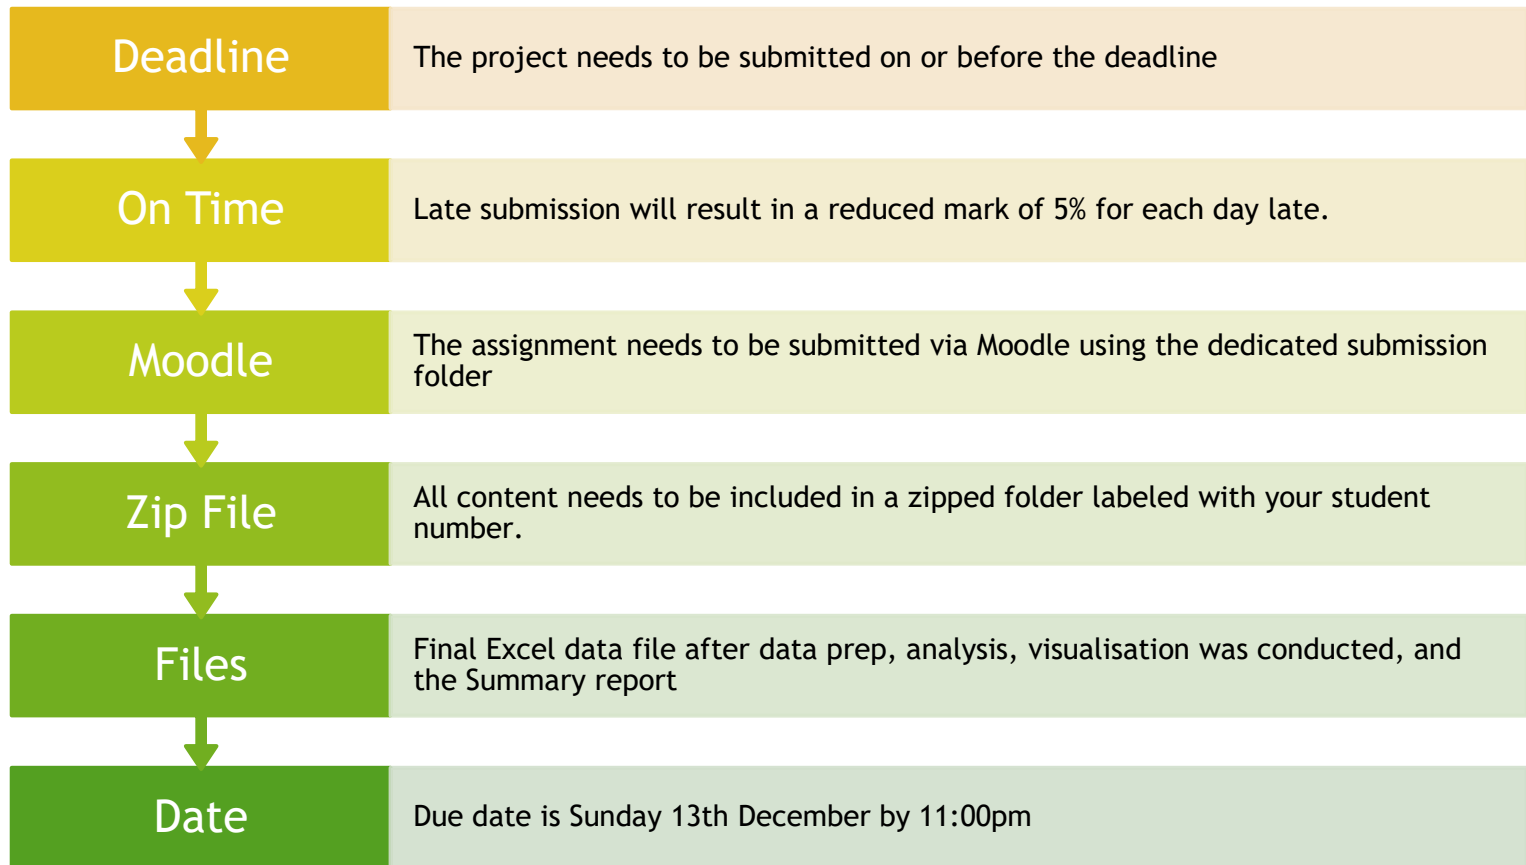 Deadline
The project needs to be submitted on or before the deadline
On Time
Late submission will result in a reduced mark of 5% for each day late.
Moodle
The assignment needs to be submitted via Moodle using the dedicated submission
folder
Zip File
All content needs to be included in a zipped folder labeled with your student
number.
Files
Final Excel data file after data prep, analysis, visualisation was conducted, and
the Summary report
Date
Due date is Sunday 13th December by 11:00pm